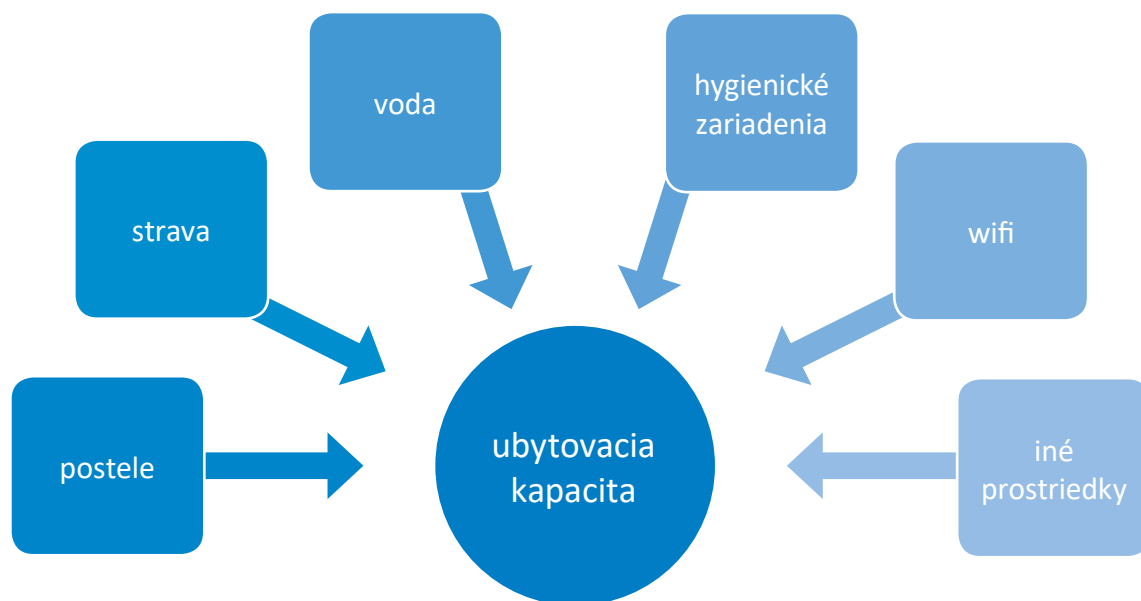 voda
hygienické
zariadenia
strava
wifi
postele
ubytovacia
kapacita
iné
prostriedky